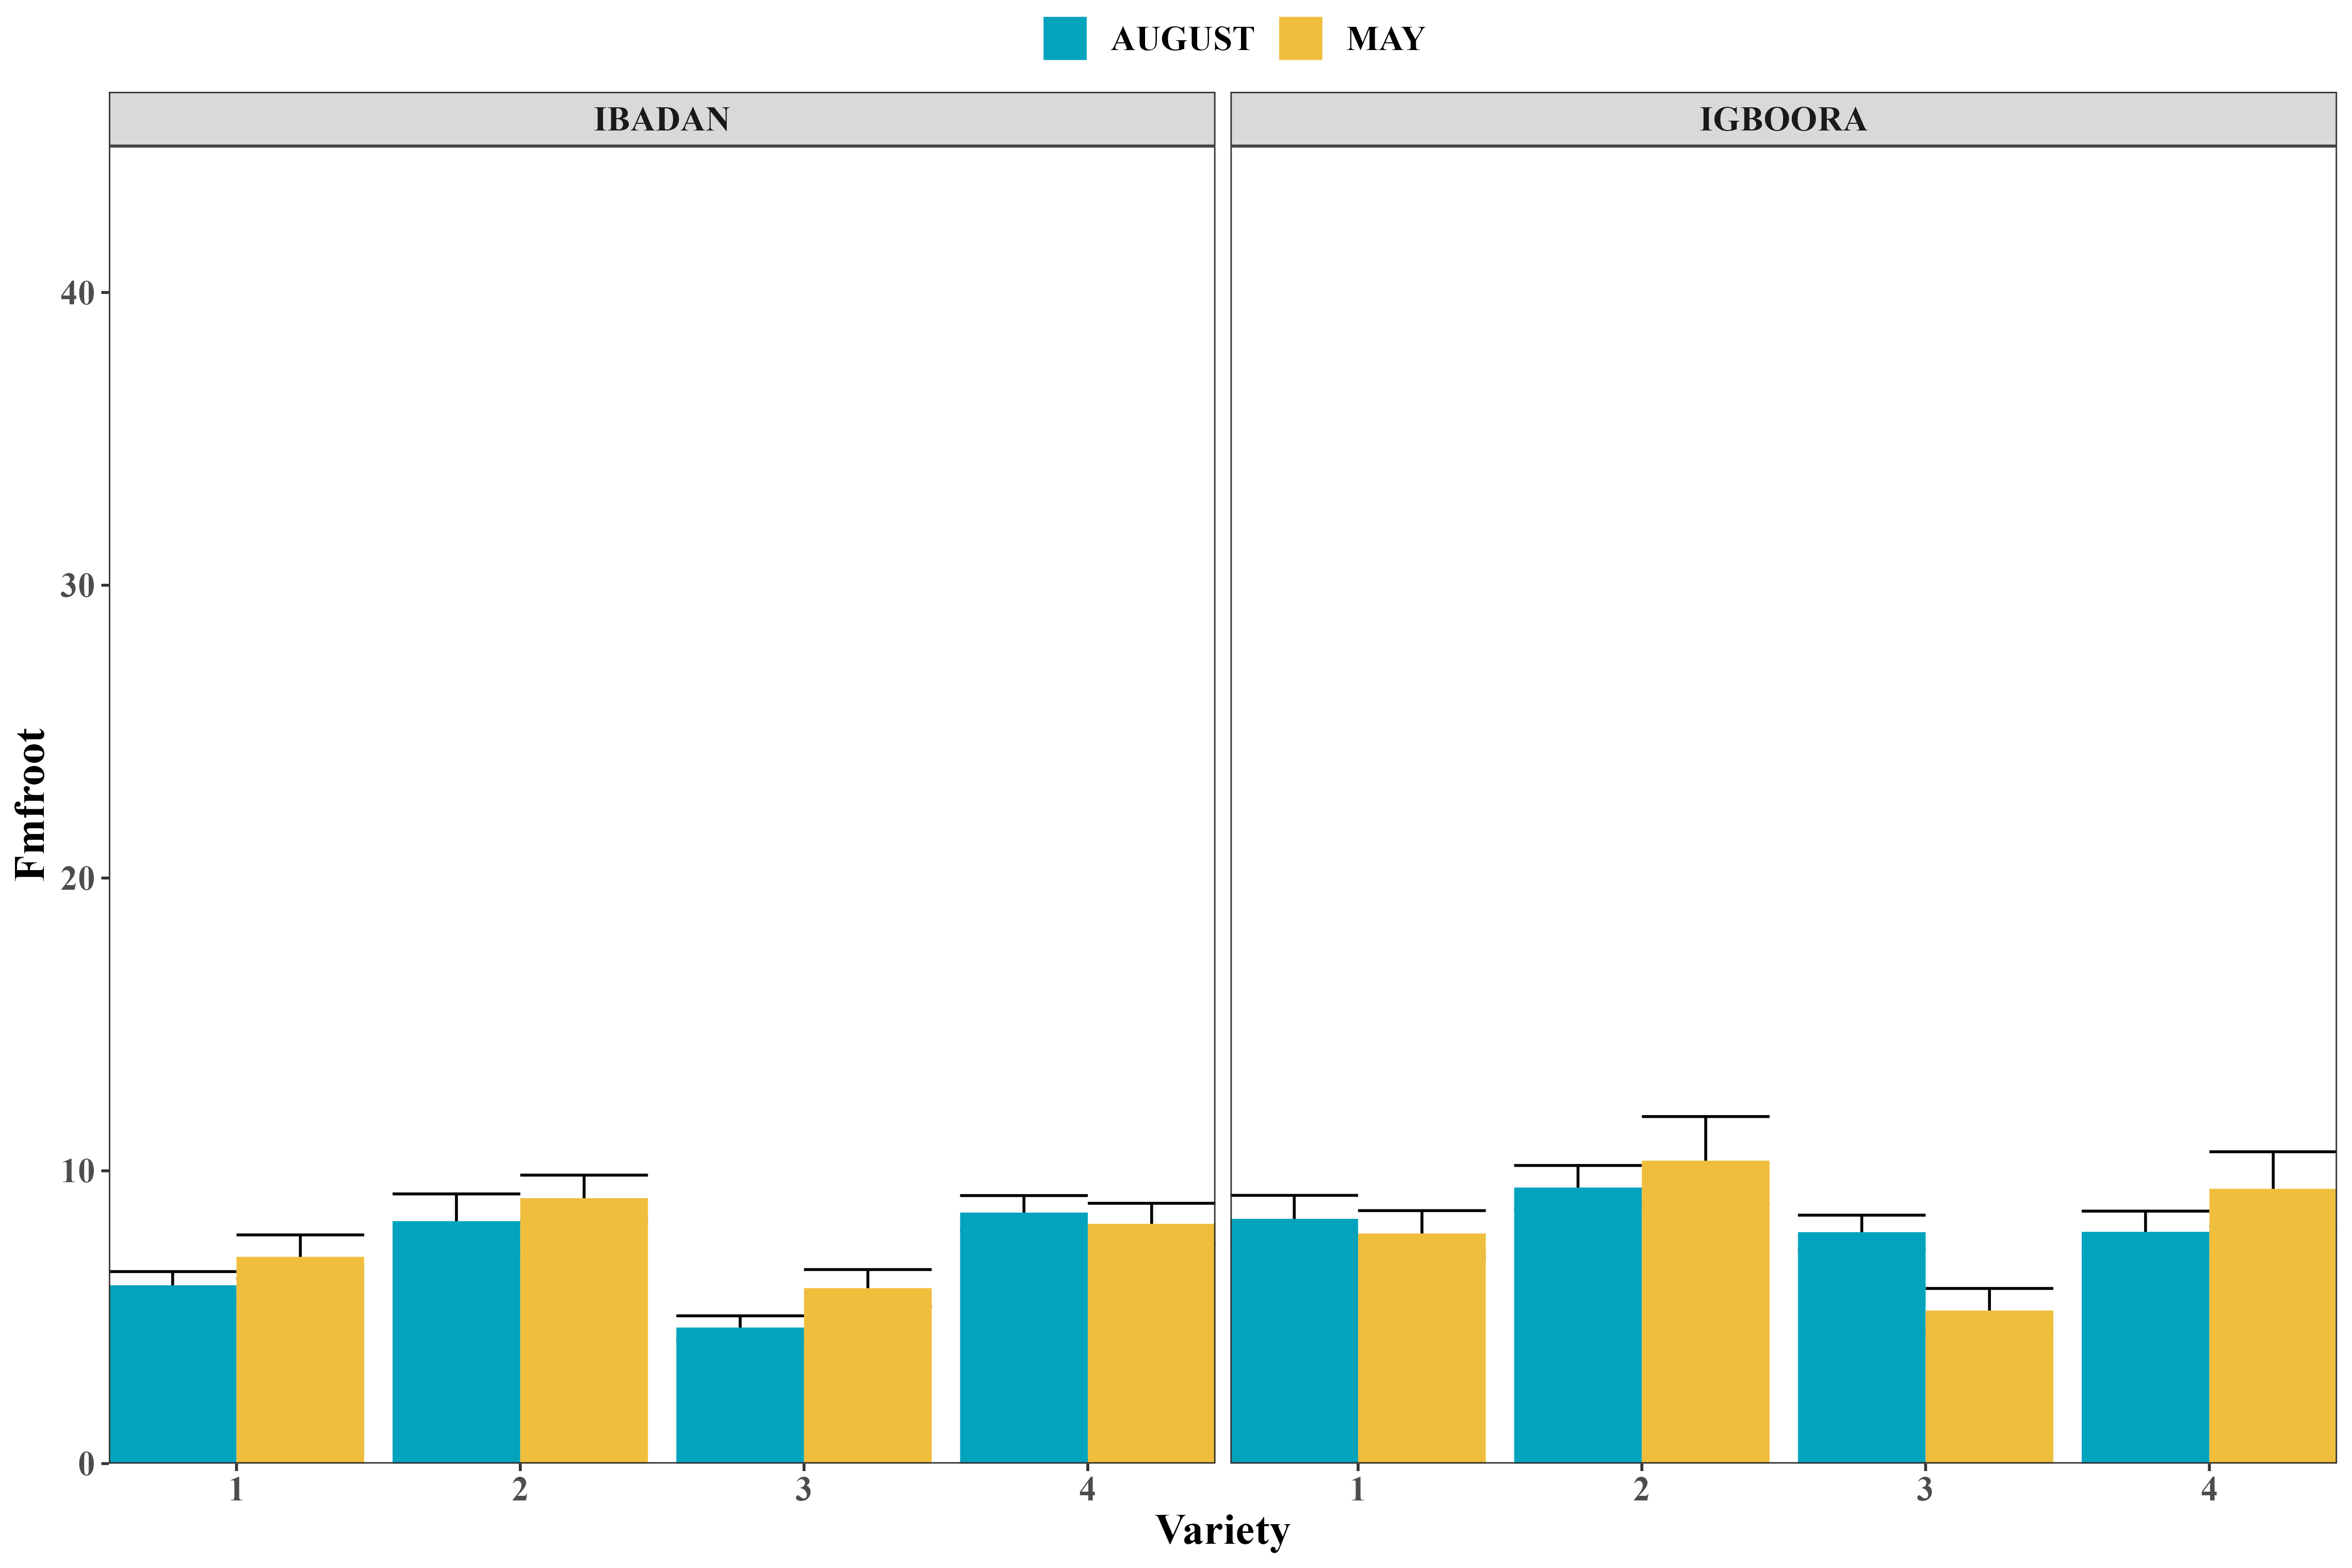 AUGUST MAY
IBADAN IGBOORA
40
30
20
10
0
Fmfroot
1 2 3 4 1 2 3 4
Variety